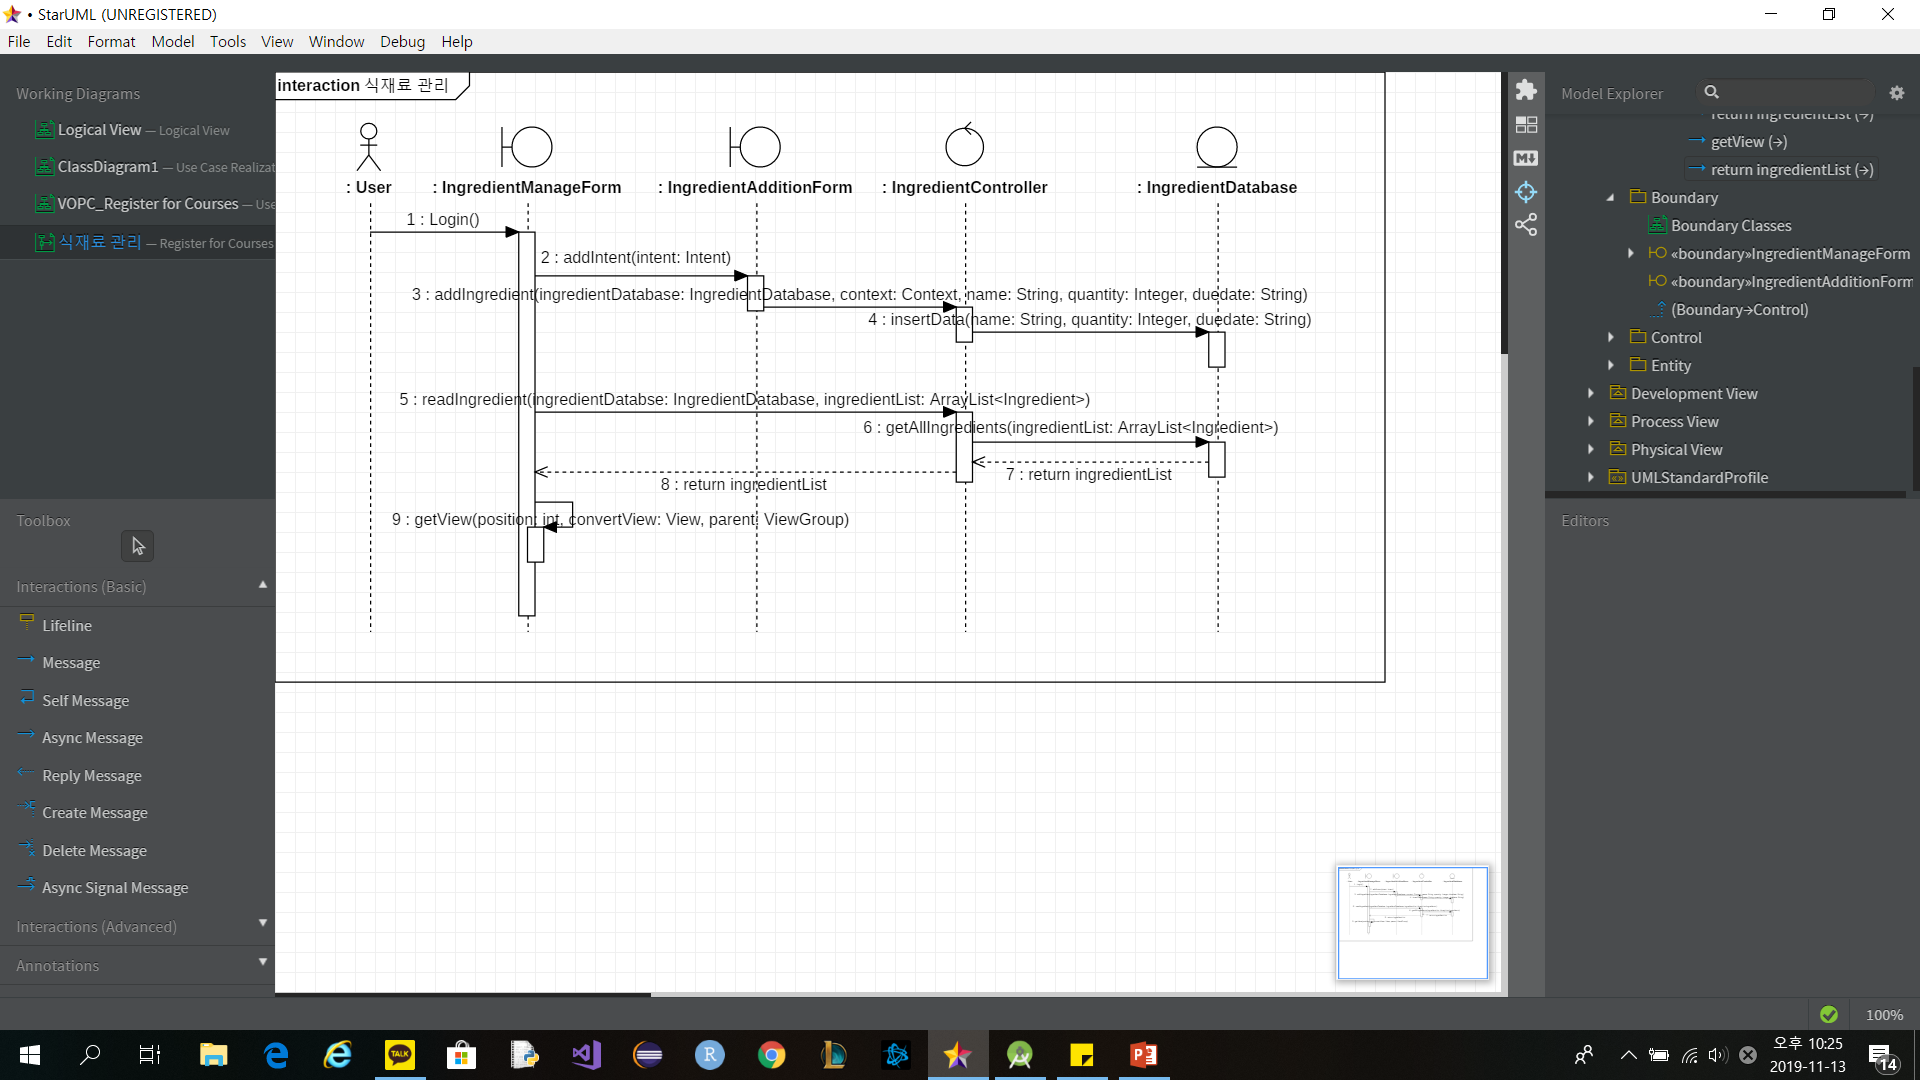 • StarUML (UNREGISTERED)
File Edit Format Model Tools View Window Debug Help
Working Diagrams
Logical View — Logical View
ClassDiagram1 — Use Case Realizat
VOPC_Register for Courses — Use
식재료 관리 — Register for Courses
Toolbox
Interactions (Basic)
Lifeline
Message
Self Message
Async Message
Reply Message
Create Message
Delete Message
Async Signal Message
Interactions (Advanced)
Annotations
interaction 식재료 관리
: User
: IngredientManageForm
: IngredientAdditionForm
: IngredientController
: IngredientDatabase
1 : Login()
2 : addIntent(intent: Intent)
3 : addIngredient(ingredientDatabase: IngredientDatabase, context: Context, name: String, quantity: Integer, duedate: String)
4 : insertData(name: String, quantity: Integer, duedate: String)
5 : readIngredient(ingredientDatabse: IngredientDatabase, ingredientList: ArrayList<Ingredient>)
6 : getAllIngredients(ingredientList: ArrayList<Ingredient>)
7 : return ingredientList
8 : return ingredientList
9 : getView(position: int, convertView: View, parent: ViewGroup)
Model Explorer
return ingredientList (→)
getView (→)
return ingredientList (→)
Boundary
Boundary Classes
«boundary»IngredientManageForm
«boundary»IngredientAdditionForm
(Boundary→Control)
Control
Entity
Development View
Process View
Physical View
UMLStandardProfile
Editors
M
100%
TALK
R
오후 10:25
2019-11-13
14